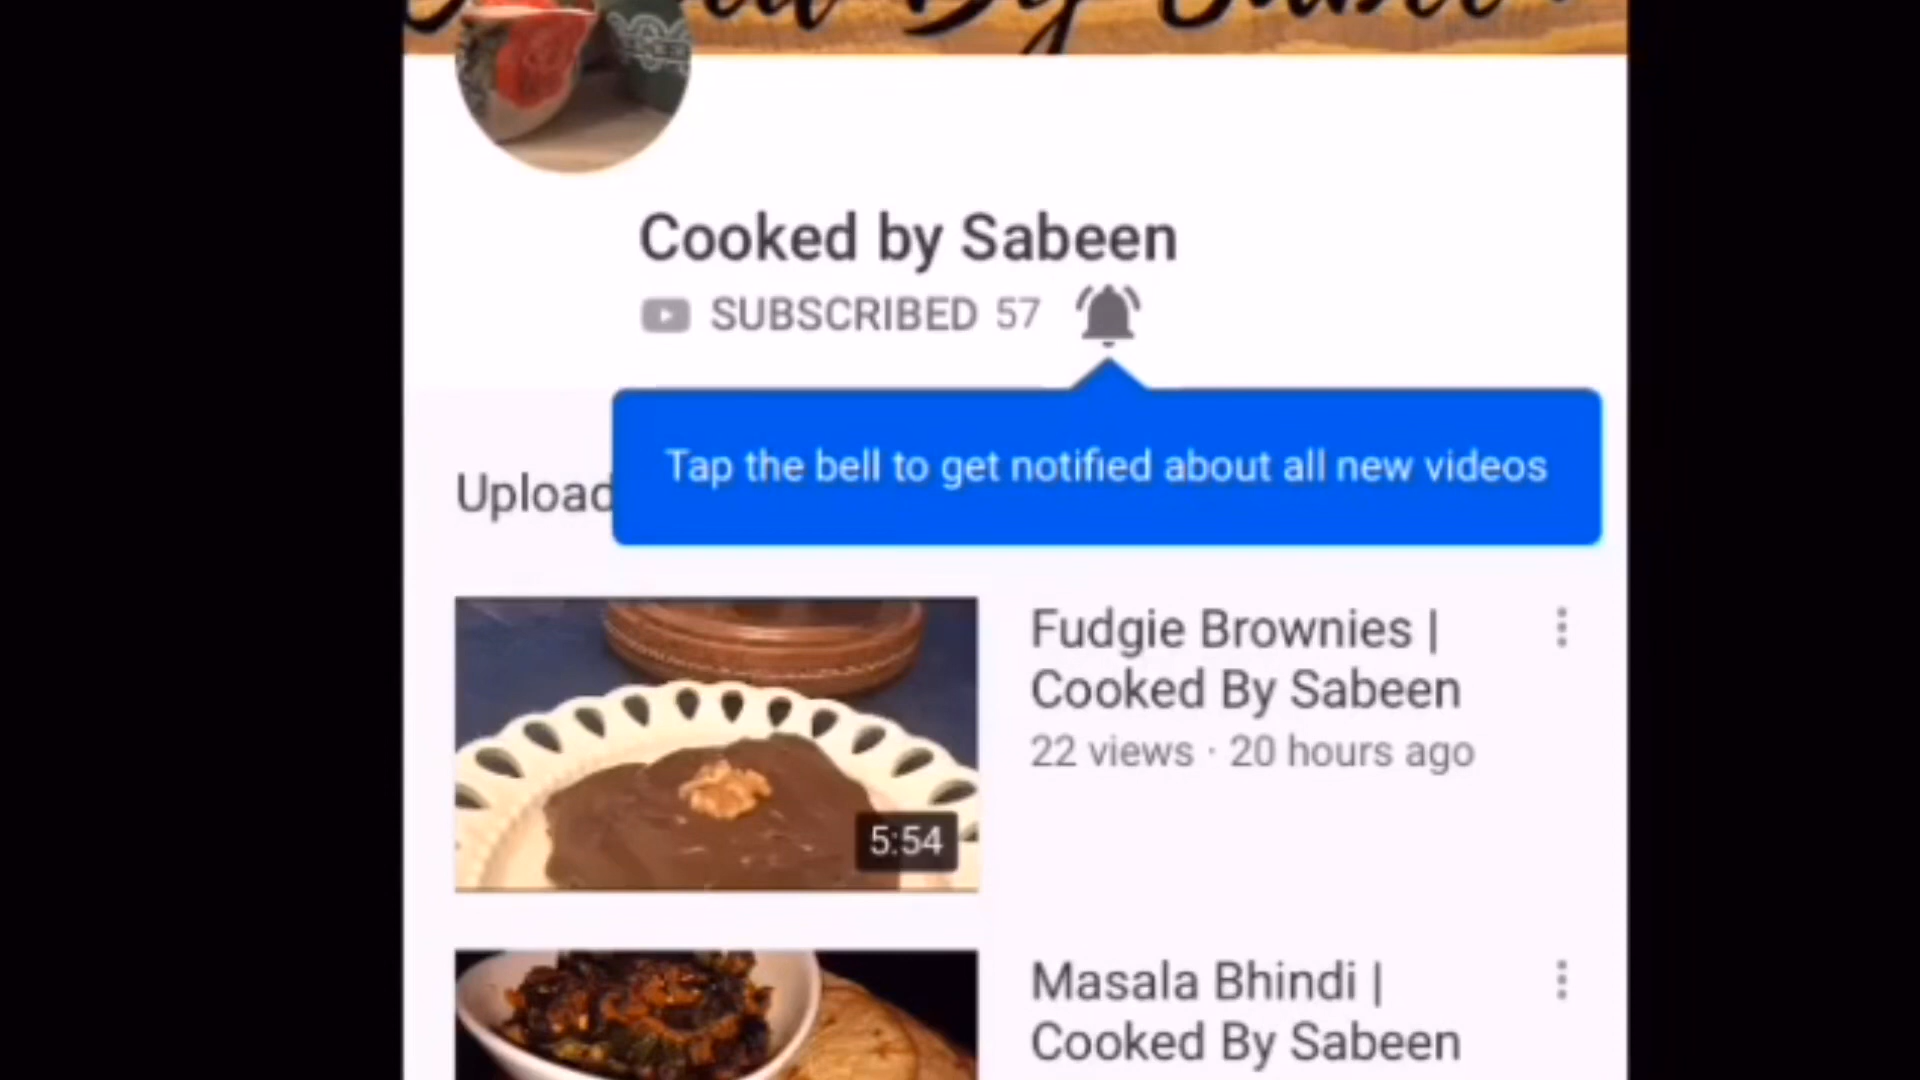 By
Cooked by Sabeen
SUBSCRIBED 57
Tap the bell to get notified about all new videos
Upload
Fudgie Brownies |
Cooked By Sabeen
22 views · 20 hours ago
5:54
Masala Bhindi |
Cooked By Sabeen